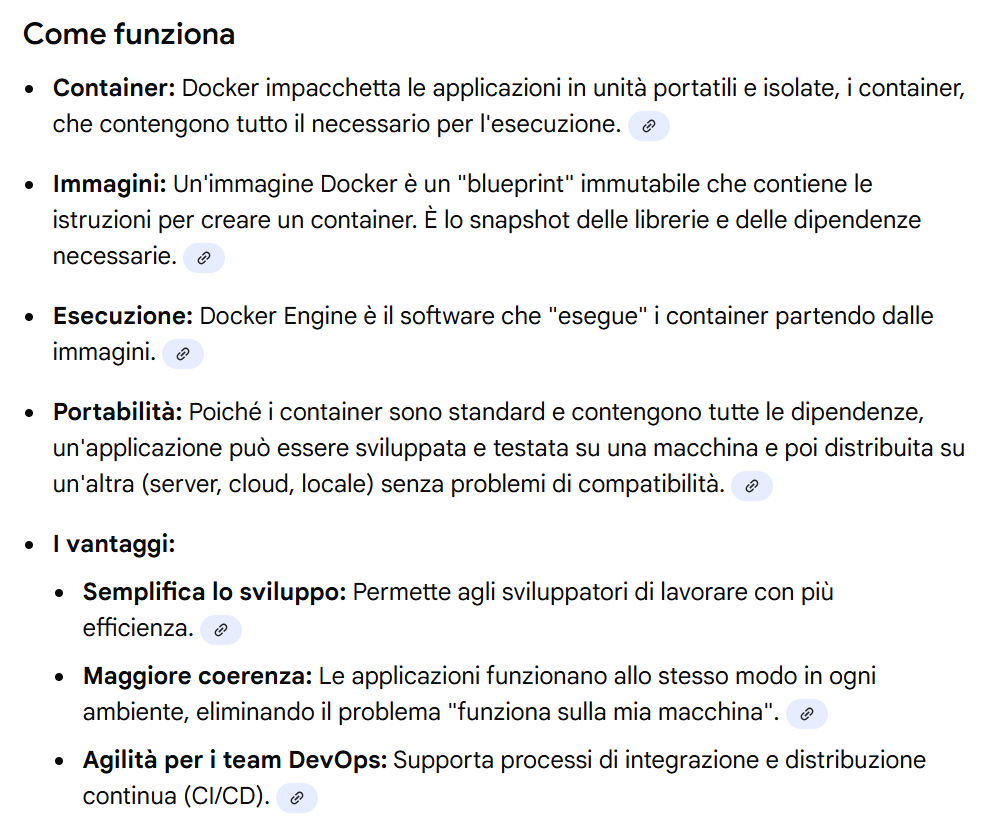 Come funziona
• Container: Docker impacchetta le applicazioni in unità portatili e isolate, i container,
che contengono tutto il necessario per l'esecuzione.
• Immagini: Un'immagine Docker è un "blueprint" immutabile che contiene le
istruzioni per creare un container. È lo snapshot delle librerie e delle dipendenze
necessarie.
• Esecuzione: Docker Engine è il software che "esegue" i container partendo dalle
immagini.
• Portabilità: Poiché i container sono standard e contengono tutte le dipendenze,
un'applicazione può essere sviluppata e testata su una macchina e poi distribuita su
un'altra (server, cloud, locale) senza problemi di compatibilità.
• I vantaggi:
• Semplifica lo sviluppo: Permette agli sviluppatori di lavorare con più
efficienza.
• Maggiore coerenza: Le applicazioni funzionano allo stesso modo in ogni
ambiente, eliminando il problema "funziona sulla mia macchina".
• Agilità per i team DevOps: Supporta processi di integrazione e distribuzione
continua (CI/CD).